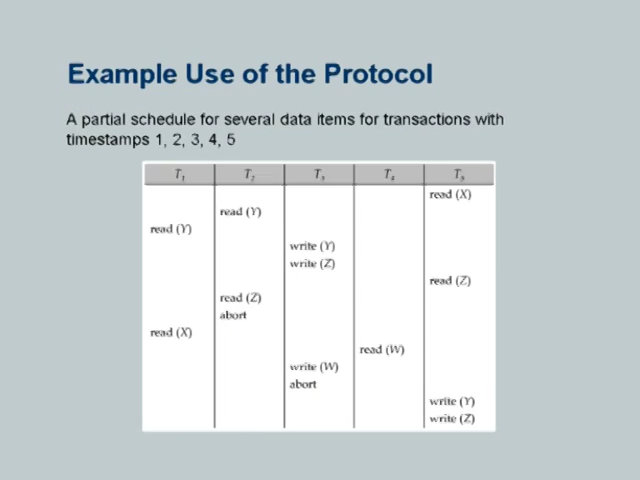 Example Use of the Protocol
A partial schedule for several data items for transactions with
timestamps 1, 2, 3, 4, 5
T1 T2 T3 T4 T5
read (X)
read (Y)
read (Y)
write (Y)
write (Z)
read (Z)
read (Z)
abort
read (X)
read (W)
write (W)
abort
write (Y)
write (Z)